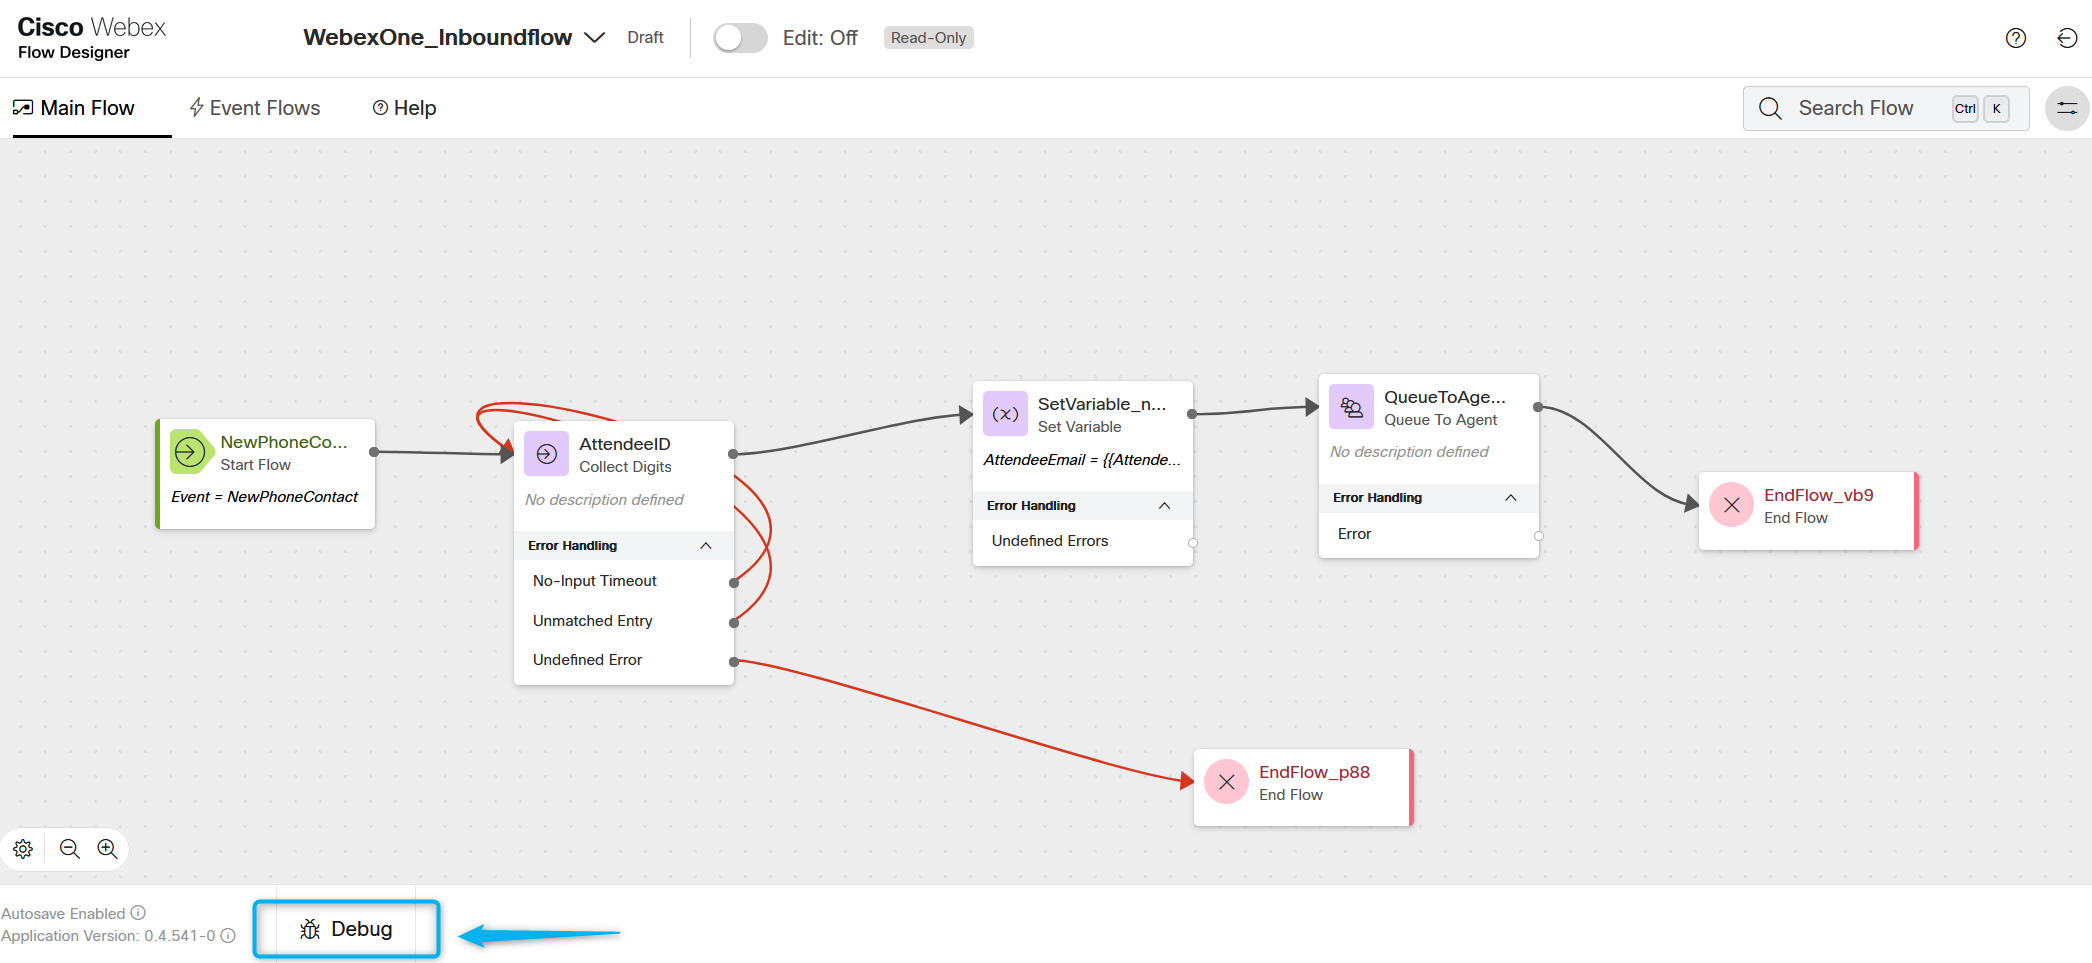 Cisco Webex
Flow Designer
WebexOne_Inboundflow
Draft
Edit: Off
Read-Only
Main Flow
Event Flows
Help
Search Flow
Ctrl
K
NewPhoneCo...
Start Flow
Event = NewPhoneContact
AttendeeID
Collect Digits
No description defined
Error Handling
No-Input Timeout
Unmatched Entry
Undefined Error
SetVariable_n...
Set Variable
AttendeeEmail = {{Attende...
Error Handling
Undefined Errors
QueueToAge...
Queue To Agent
No description defined
Error Handling
Error
EndFlow_vb9
End Flow
EndFlow_p88
End Flow
Autosave Enabled
Application Version: 0.4.541-0
Debug